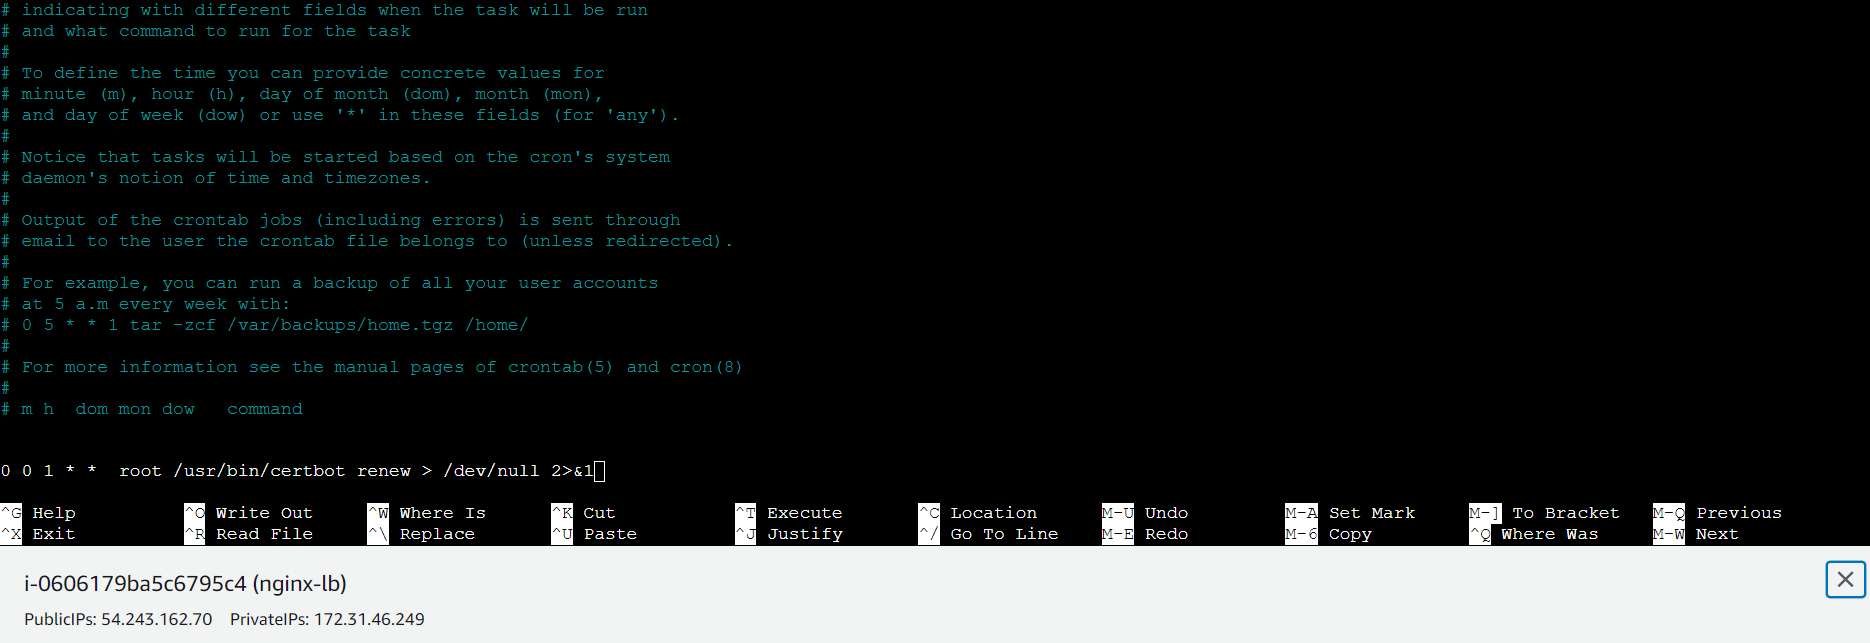 # indicating with different fields when the task will be run
# and what command to run for the task
#
# To define the time you can provide concrete values for
# minute (m), hour (h), day of month (dom), month (mon),
# and day of week (dow) or use '*' in these fields (for 'any').
#
# Notice that tasks will be started based on the cron's system
# daemon's notion of time and timezones.
#
# Output of the crontab jobs (including errors) is sent through
# email to the user the crontab file belongs to (unless redirected).
#
# For example, you can run a backup of all your user accounts
# at 5 a.m every week with:
# 0 5 * * 1 tar -zcf /var/backups/home.tgz /home/
#
# For more information see the manual pages of crontab(5) and cron(8)
#
# m h  dom mon dow   command
0 0 1 * *  root /usr/bin/certbot renew > /dev/null 2>&1
^G Help ^O Write Out ^W Where Is ^K Cut ^T Execute ^C Location M-U Undo M-A Set Mark M-] To Bracket M-Q Previous
^X Exit ^R Read File ^\ Replace ^U Paste ^J Justify ^/ Go To Line M-E Redo M-6 Copy ^Q Where Was M-W Next
i-0606179ba5c6795c4 (nginx-lb)
PublicIPs: 54.243.162.70 PrivateIPs: 172.31.46.249